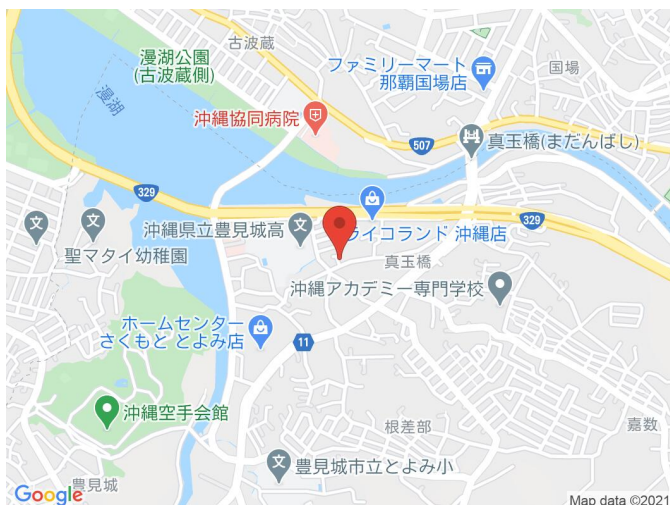 古波蔵
漫湖公園
(古波蔵側)
ファミリーマート
那覇国場店
国場
漫湖
沖縄協同病院
507
真玉橋(まだんばし)
329
329
沖縄県立豊見城高
ライコランド 沖縄店
聖マタイ幼稚園
真玉橋
沖縄アカデミー専門学校
ホームセンター
さくもと とよみ店
11
沖縄空手会館
根差部
嘉数
豊見城市立とよみ小
豊見城
Google
Map data ©2021